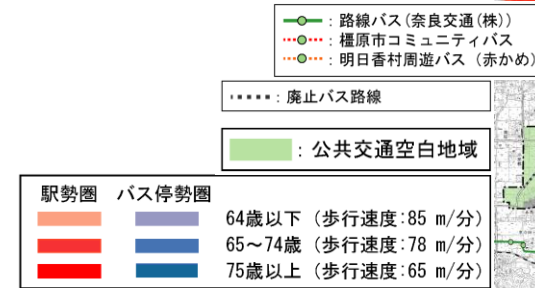 ：路線バス（奈良交通（株））
：橿原市コミュニティバス
：明日香村周遊バス（赤かめ）
：廃止バス路線
：公共交通空白地域
駅勢圏 バス停勢圏
64歳以下（歩行速度:85 m/分）
65～74歳（歩行速度:78 m/分）
75歳以上（歩行速度:65 m/分）